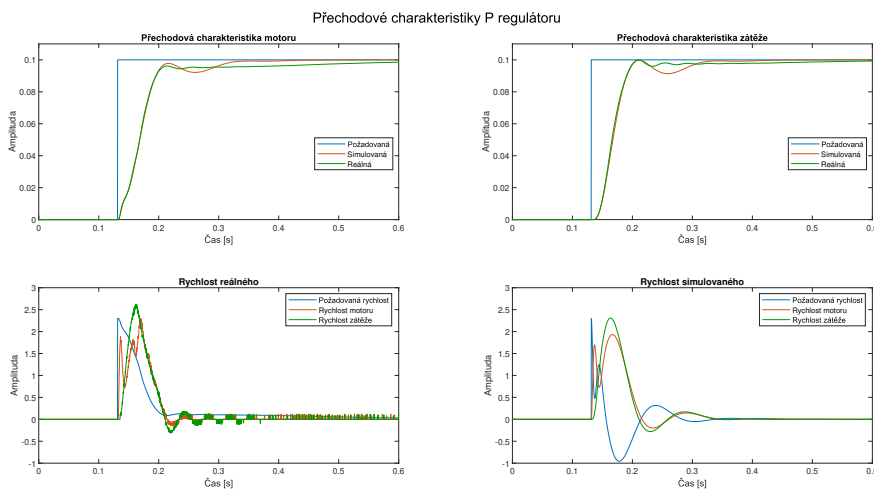 Přechodové charakteristiky P regulátoru
Přechodová charakteristika motoru
Amplituda
0.1
0.08
0.06
0.04
0.02
0
0 0.1 0.2 0.3 0.4 0.5 0.6
Čas [s]
Požadovaná
Simulovaná
Reálná
Přechodová charakteristika zátěže
Amplituda
0.1
0.08
0.06
0.04
0.02
0
0 0.1 0.2 0.3 0.4 0.5 0.6
Čas [s]
Požadovaná
Simulovaná
Reálná
Rychlost reálného
Amplituda
3
2.5
2
1.5
1
0.5
0
-0.5
-1
0 0.1 0.2 0.3 0.4 0.5 0.6
Čas [s]
Požadovaná rychlost
Rychlost motoru
Rychlost zátěže
Rychlost simulovaného
Amplituda
3
2.5
2
1.5
1
0.5
0
-0.5
-1
0 0.1 0.2 0.3 0.4 0.5 0.6
Čas [s]
Požadovaná rychlost
Rychlost motoru
Rychlost zátěže